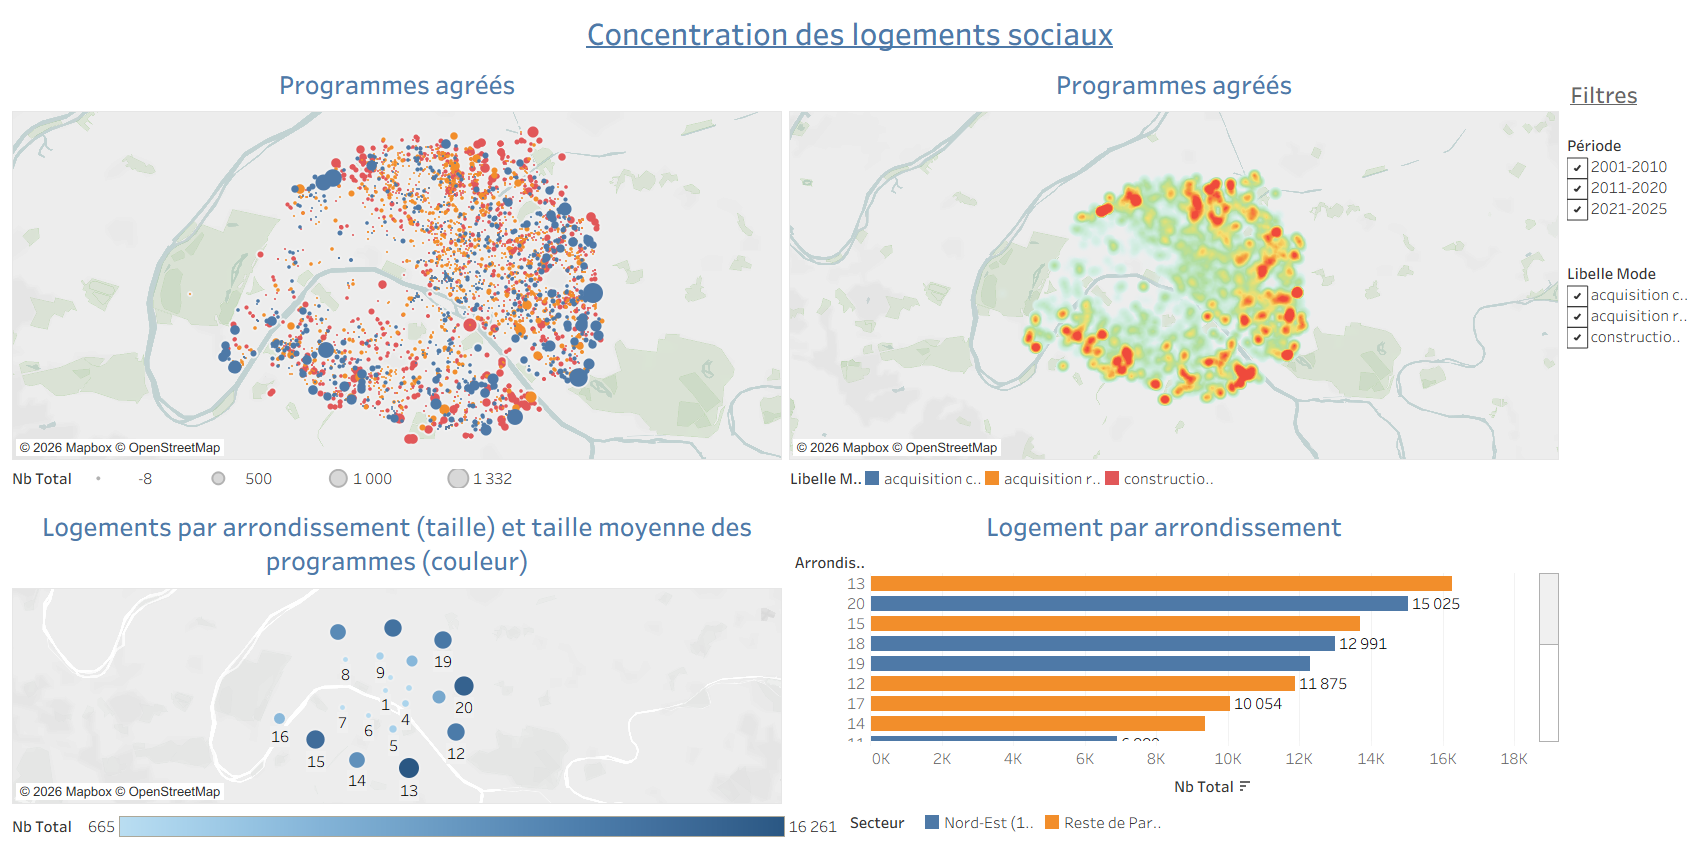 Concentration des logements sociaux
Programmes agréés
Programmes agréés
Filtres
Période
2001-2010
2011-2020
2021-2025
Libelle Mode
acquisition c..
acquisition r..
constructio..
© 2026 Mapbox © OpenStreetMap
© 2026 Mapbox © OpenStreetMap
Nb Total -8 500 1 000 1 332
Libelle M.. acquisition c.. acquisition r.. constructio..
Logements par arrondissement (taille) et taille moyenne des
programmes (couleur)
19
8 9
20
1
4
7
6
16
5
12
15
14
13
© 2026 Mapbox © OpenStreetMap
Nb Total 665 16 261
Logement par arrondissement
Arrondis..
13
20 15 025
15
18 12 991
19
12 11 875
17 10 054
14
0K 2K 4K 6K 8K 10K 12K 14K 16K 18K
Nb Total
Secteur Nord-Est (1.. Reste de Par..